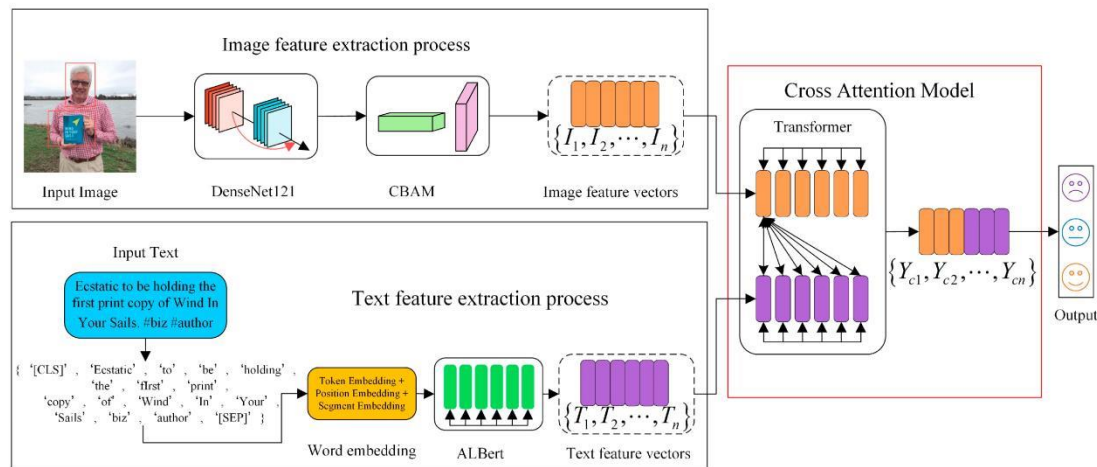 Image feature extraction process
Input Image
DenseNet121
CBAM
{I₁, I₂, ⋯, Iₙ}
Image feature vectors
Input Text
Ecstatic to be holding the
first print copy of Wind In
Your Sails. #biz #author
Text feature extraction process
{ ‘[CLS]’ , ‘Ecstatic’ , ‘to’ , ‘be’ , ‘holding’ ,
‘the’ , ‘fIrst’ , ‘print’ ,
‘copy’ , ‘of’ , ‘Wind’ , ‘In’ , ‘Your’ ,
‘Sails’ , ‘biz’ , ‘author’ , ‘[SEP]’ }
Token Embedding +
Position Embedding +
Segment Embedding
Word embedding
ALBert
{T₁, T₂, ⋯, Tₙ}
Text feature vectors
Cross Attention Model
Transformer
{Y_c1, Y_c2, ⋯, Y_cn}
Output